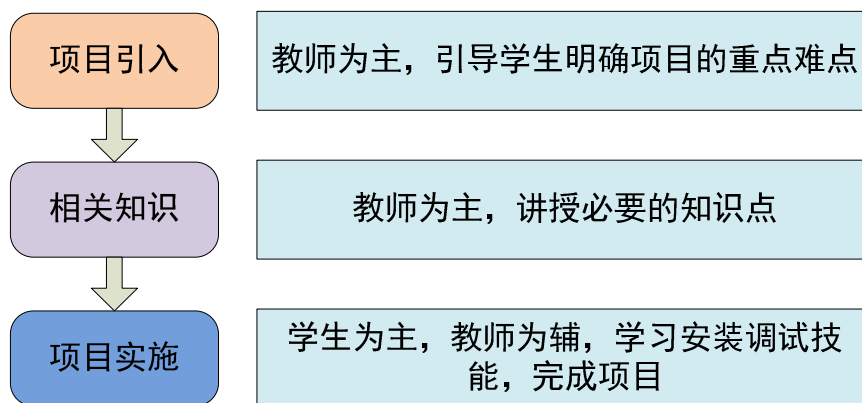 项目引入
教师为主，引导学生明确项目的重点难点
相关知识
教师为主，讲授必要的知识点
项目实施
学生为主，教师为辅，学习安装调试技
能，完成项目